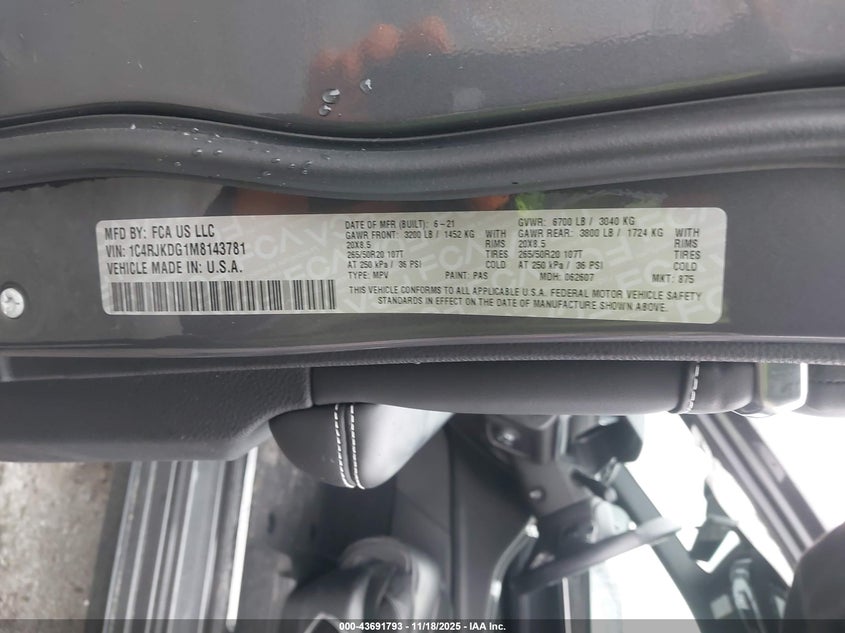 MFD BY: FCA US LLC
VIN: 1C4RJKDG1M8143781
VEHICLE MADE IN U.S.A.
DATE OF MFR (BUILT): 6-21
GAWR FRONT: 3200 LB / 1452 KG WITH
20X8.5 TIRES
265/50R20 107T COLD
AT 250 kPa / 36 PSI
TYPE: MPV PAINT: PAS
GVWR: 6700 LB / 3040 KG
GAWR REAR: 3800 LB / 1724 KG WITH
20X8.5 TIRES
265/50R20 107T COLD
AT 250 kPa / 36 PSI
MDH: 062607 MKT: 875
THIS VEHICLE CONFORMS TO ALL APPLICABLE U.S.A. FEDERAL MOTOR VEHICLE SAFETY
STANDARDS IN EFFECT ON THE DATE OF MANUFACTURE SHOWN ABOVE.
000-43691793 — 11/18/2025 — IAA Inc.